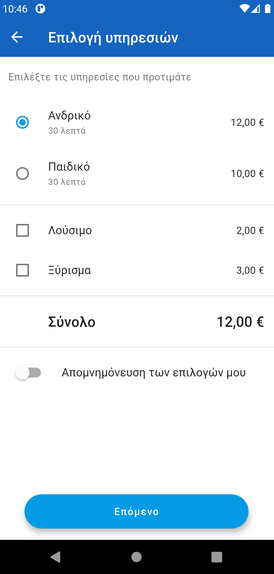 10:46
Επιλογή υπηρεσιών
Επιλέξτε τις υπηρεσίες που προτιμάτε
Ανδρικό
30 λεπτά
12,00 €
Παιδικό
30 λεπτά
10,00 €
Λούσιμο
2,00 €
Ξύρισμα
3,00 €
Σύνολο
12,00 €
Απομνημόνευση των επιλογών μου
Επόμενο